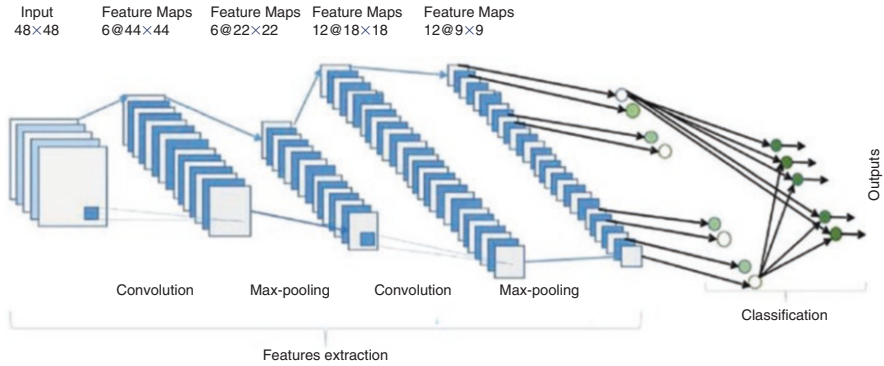 Input
48×48
Feature Maps
6@44×44
Feature Maps
6@22×22
Feature Maps
12@18×18
Feature Maps
12@9×9
Outputs
Convolution
Max-pooling
Convolution
Max-pooling
Classification
Features extraction